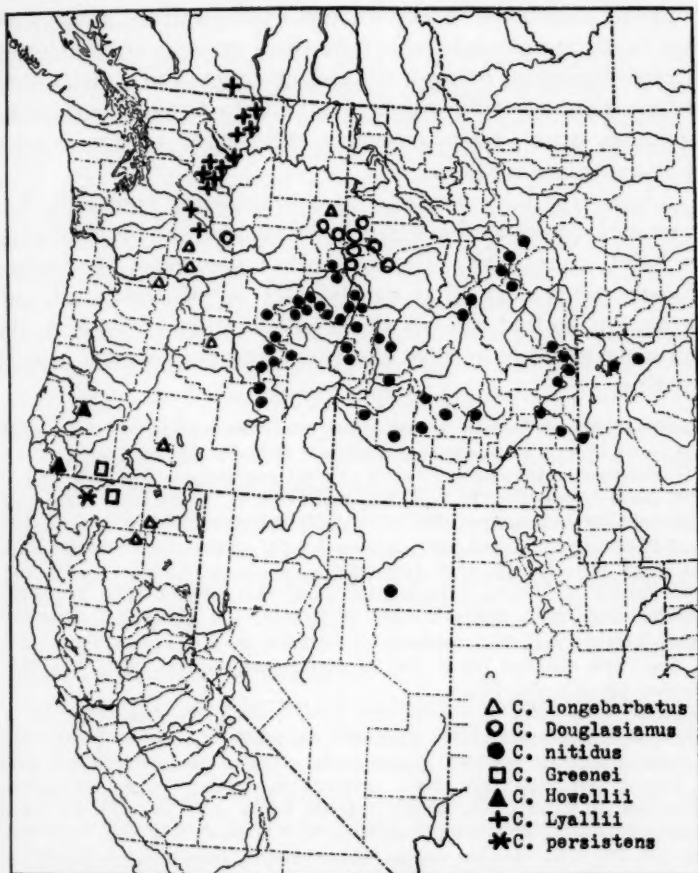 △ C. longebarbatus
○ C. Douglasianus
● C. nitidus
□ C. Greenei
▲ C. Howellii
+ C. Lyallii
✱ C. persistens